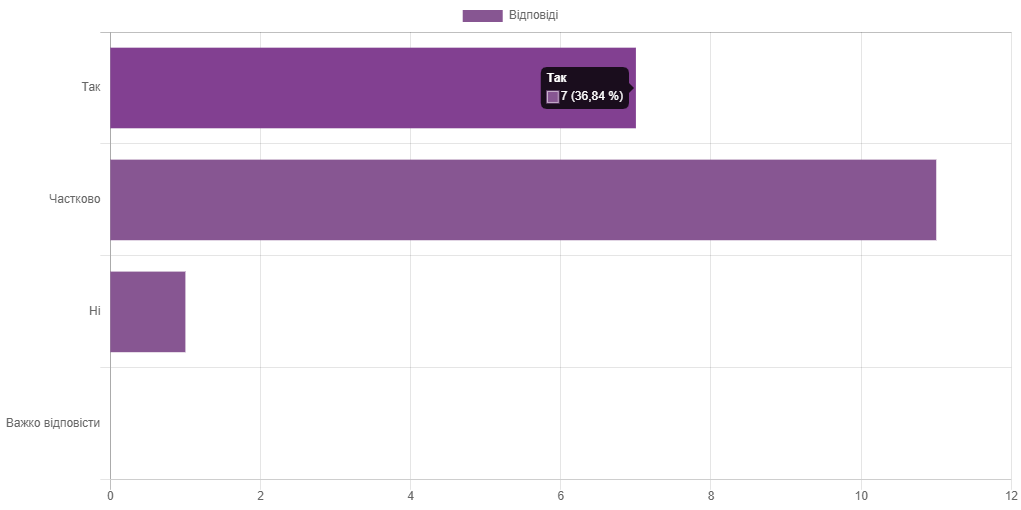 Відповіді
Так
Так
7 (36,84 %)
Частково
Ні
Важко відповісти
0 2 4 6 8 10 12